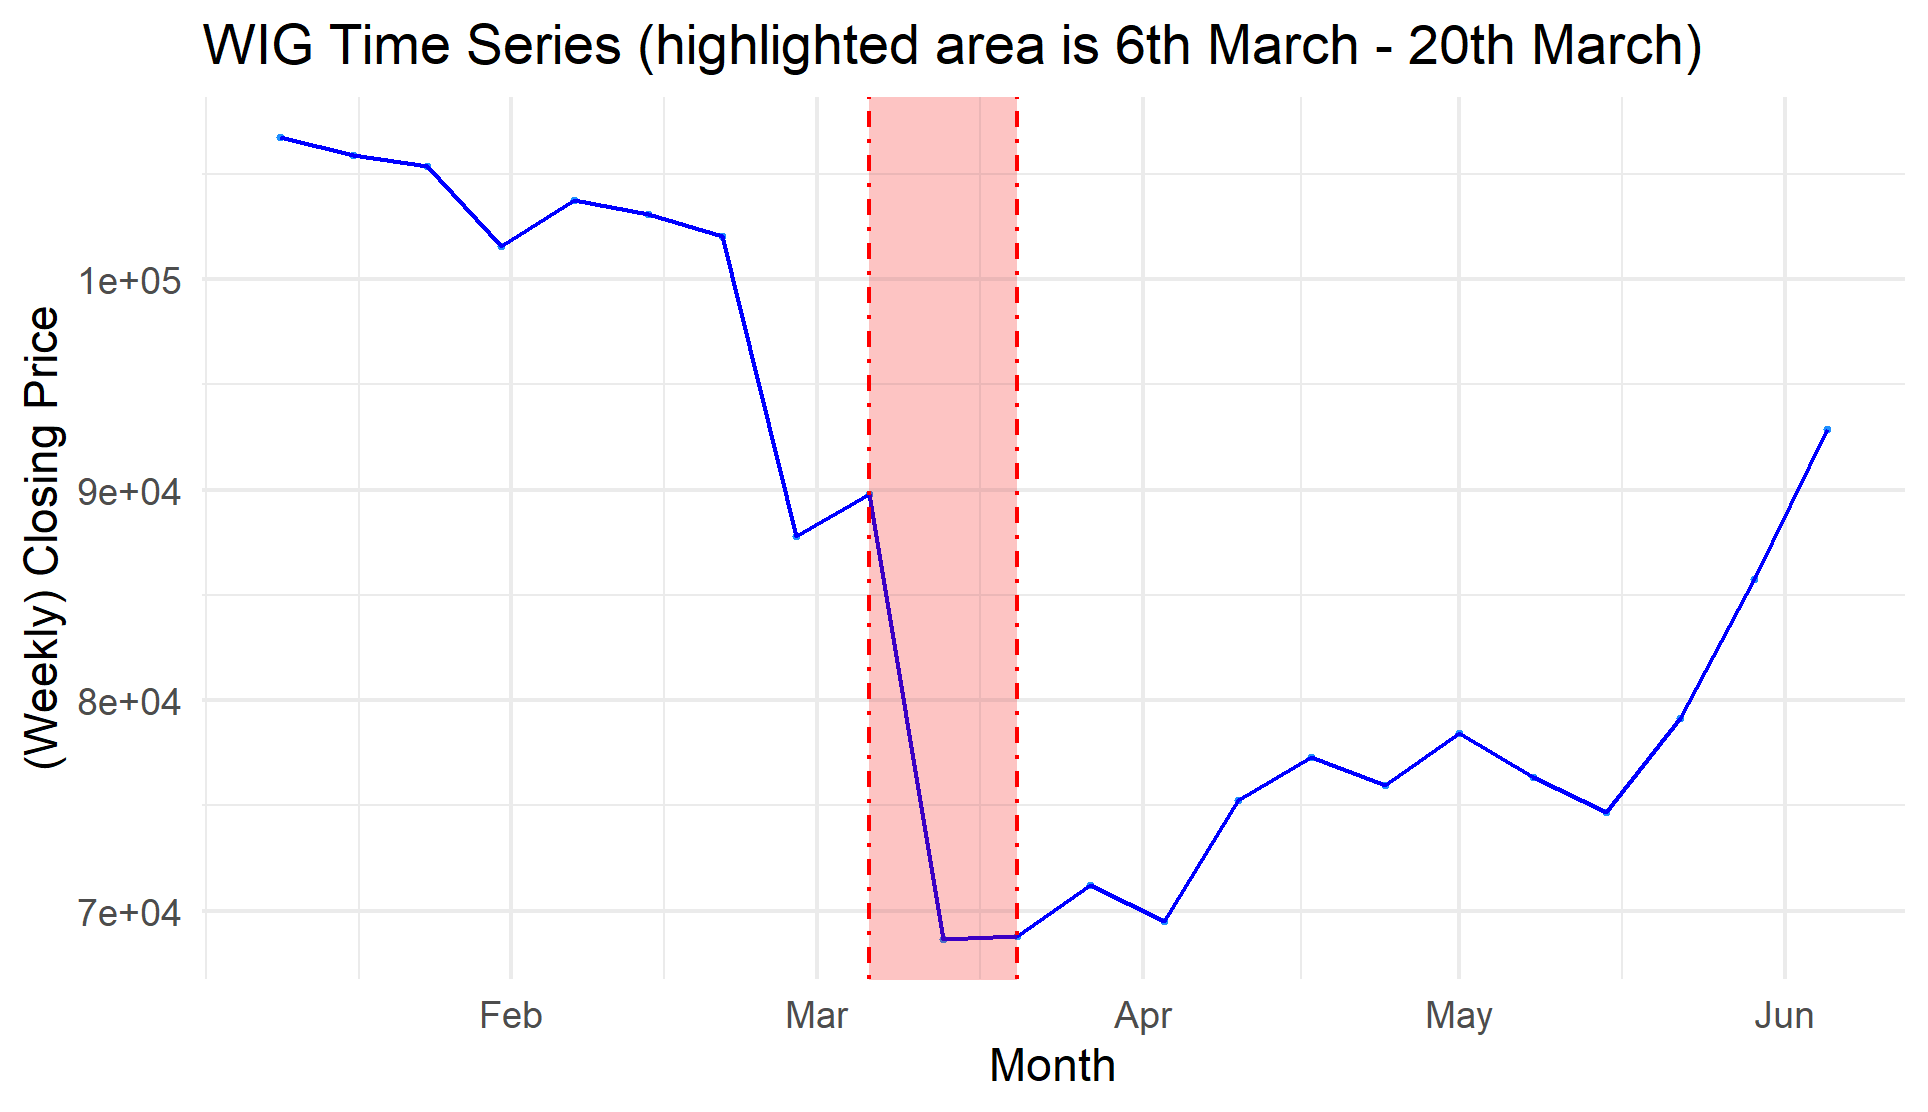 WIG Time Series (highlighted area is 6th March - 20th March)
(Weekly) Closing Price
1e+05
9e+04
8e+04
7e+04
Feb Mar Apr May Jun
Month